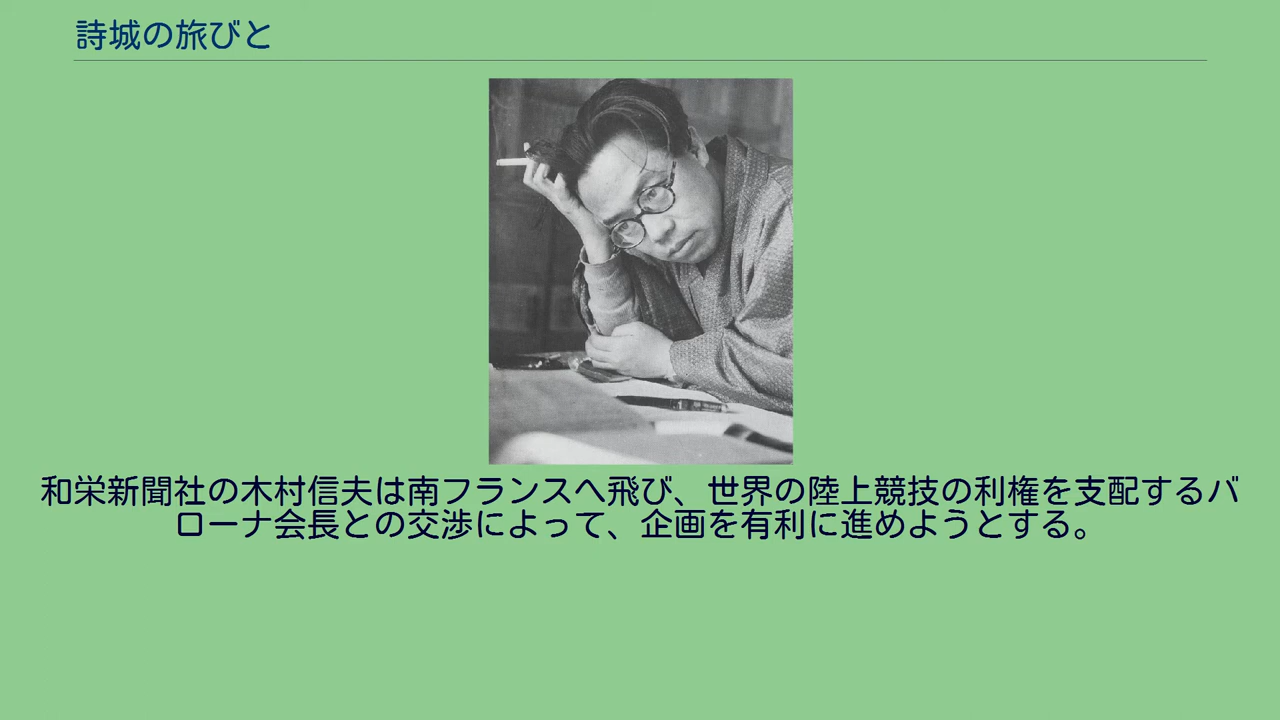 詩城の旅びと
和栄新聞社の木村信夫は南フランスへ飛び、世界の陸上競技の利権を支配するバ
ローナ会長との交渉によって、企画を有利に進めようとする。